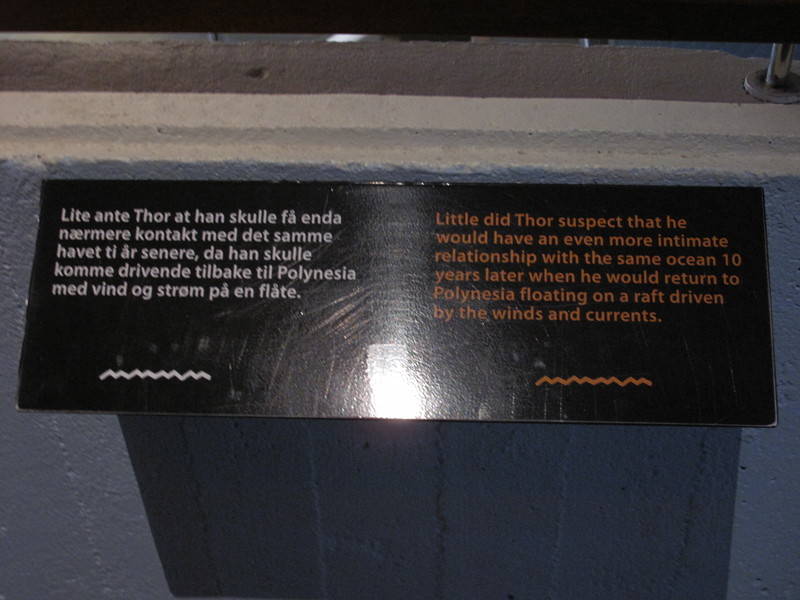 Lite ante Thor at han skulle få enda
nærmere kontakt med det samme
havet ti år senere, da han skulle
komme drivende tilbake til Polynesia
med vind og strøm på en flåte.
Little did Thor suspect that he
would have an even more intimate
relationship with the same ocean 10
years later when he would return to
Polynesia floating on a raft driven
by the winds and currents.